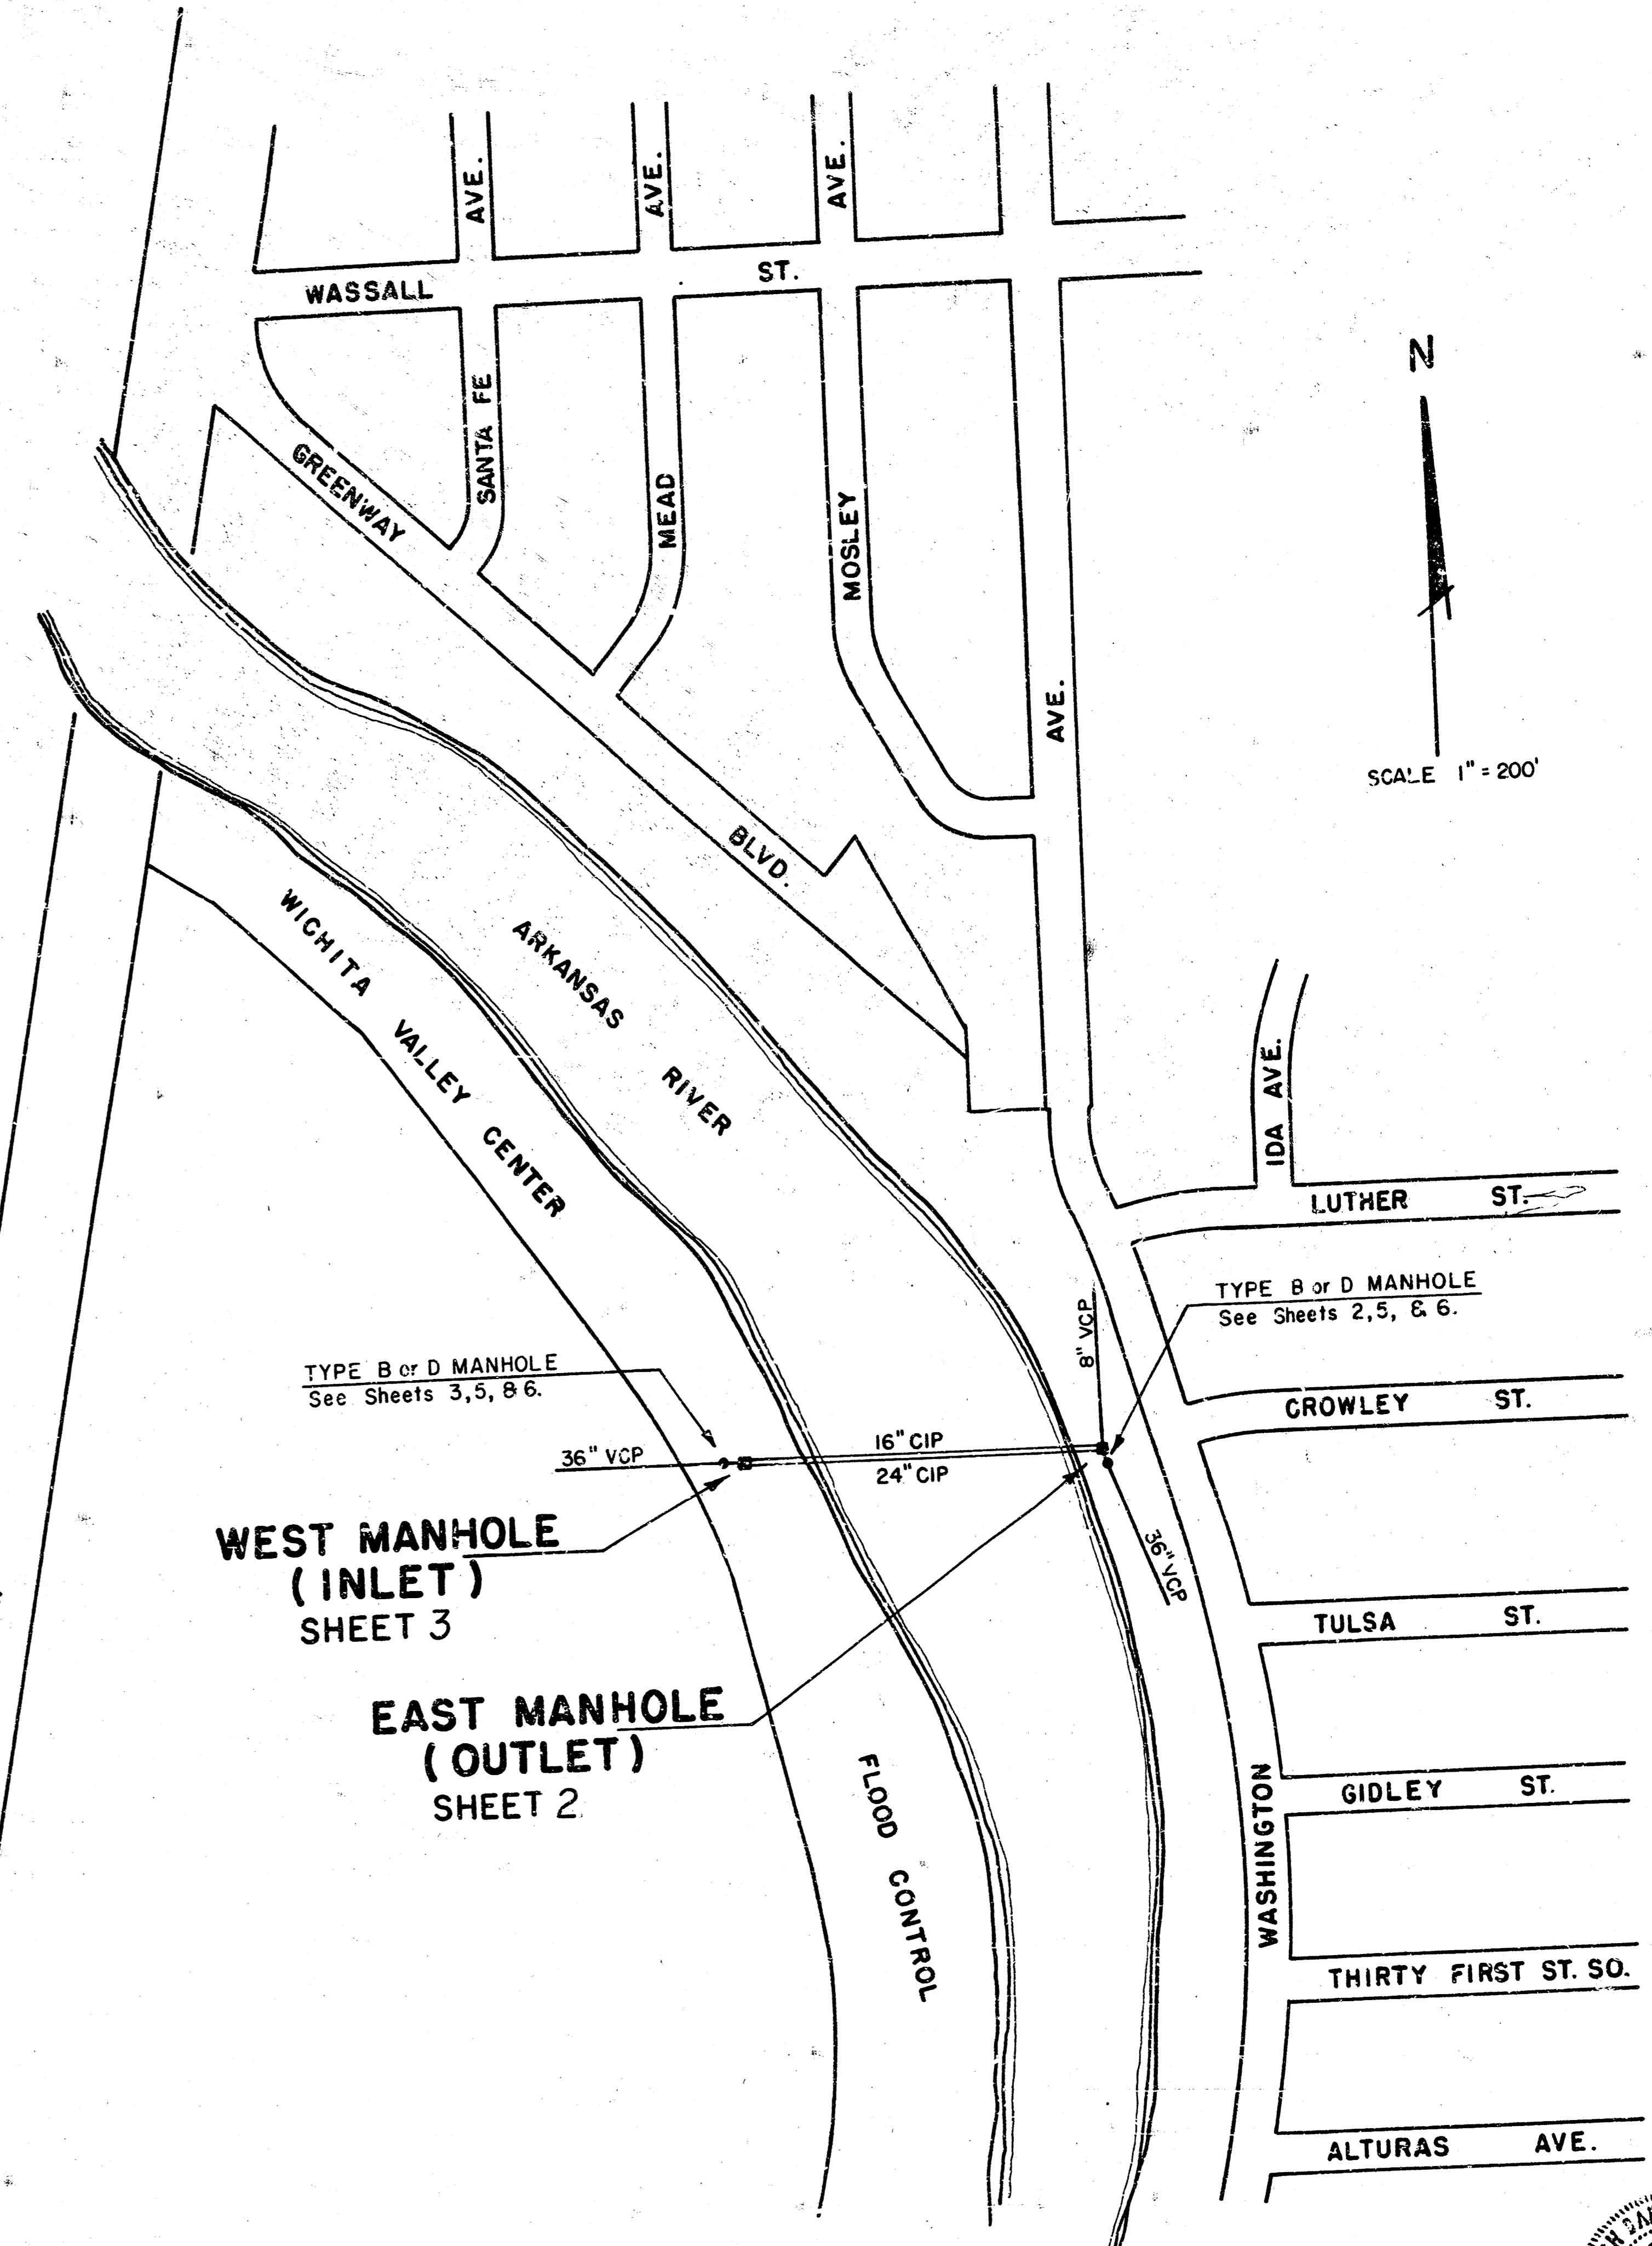 AVE.
AVE.
AVE.
WASSALL ST.
N
SCALE 1" = 200'
SANTA FE
GREENWAY
MEAD
MOSLEY
AVE.
BLVD.
WICHITA VALLEY CENTER
ARKANSAS RIVER
IDA AVE.
LUTHER ST.
TYPE B or D MANHOLE
See Sheets 2,5, & 6.
8" VCP
TYPE B or D MANHOLE
See Sheets 3,5, & 6.
CROWLEY ST.
36" VCP
16" CIP
24" CIP
36" VCP
WEST MANHOLE
(INLET)
SHEET 3
TULSA ST.
EAST MANHOLE
(OUTLET)
SHEET 2
FLOOD CONTROL
WASHINGTON
GIDLEY ST.
THIRTY FIRST ST. SO.
ALTURAS AVE.